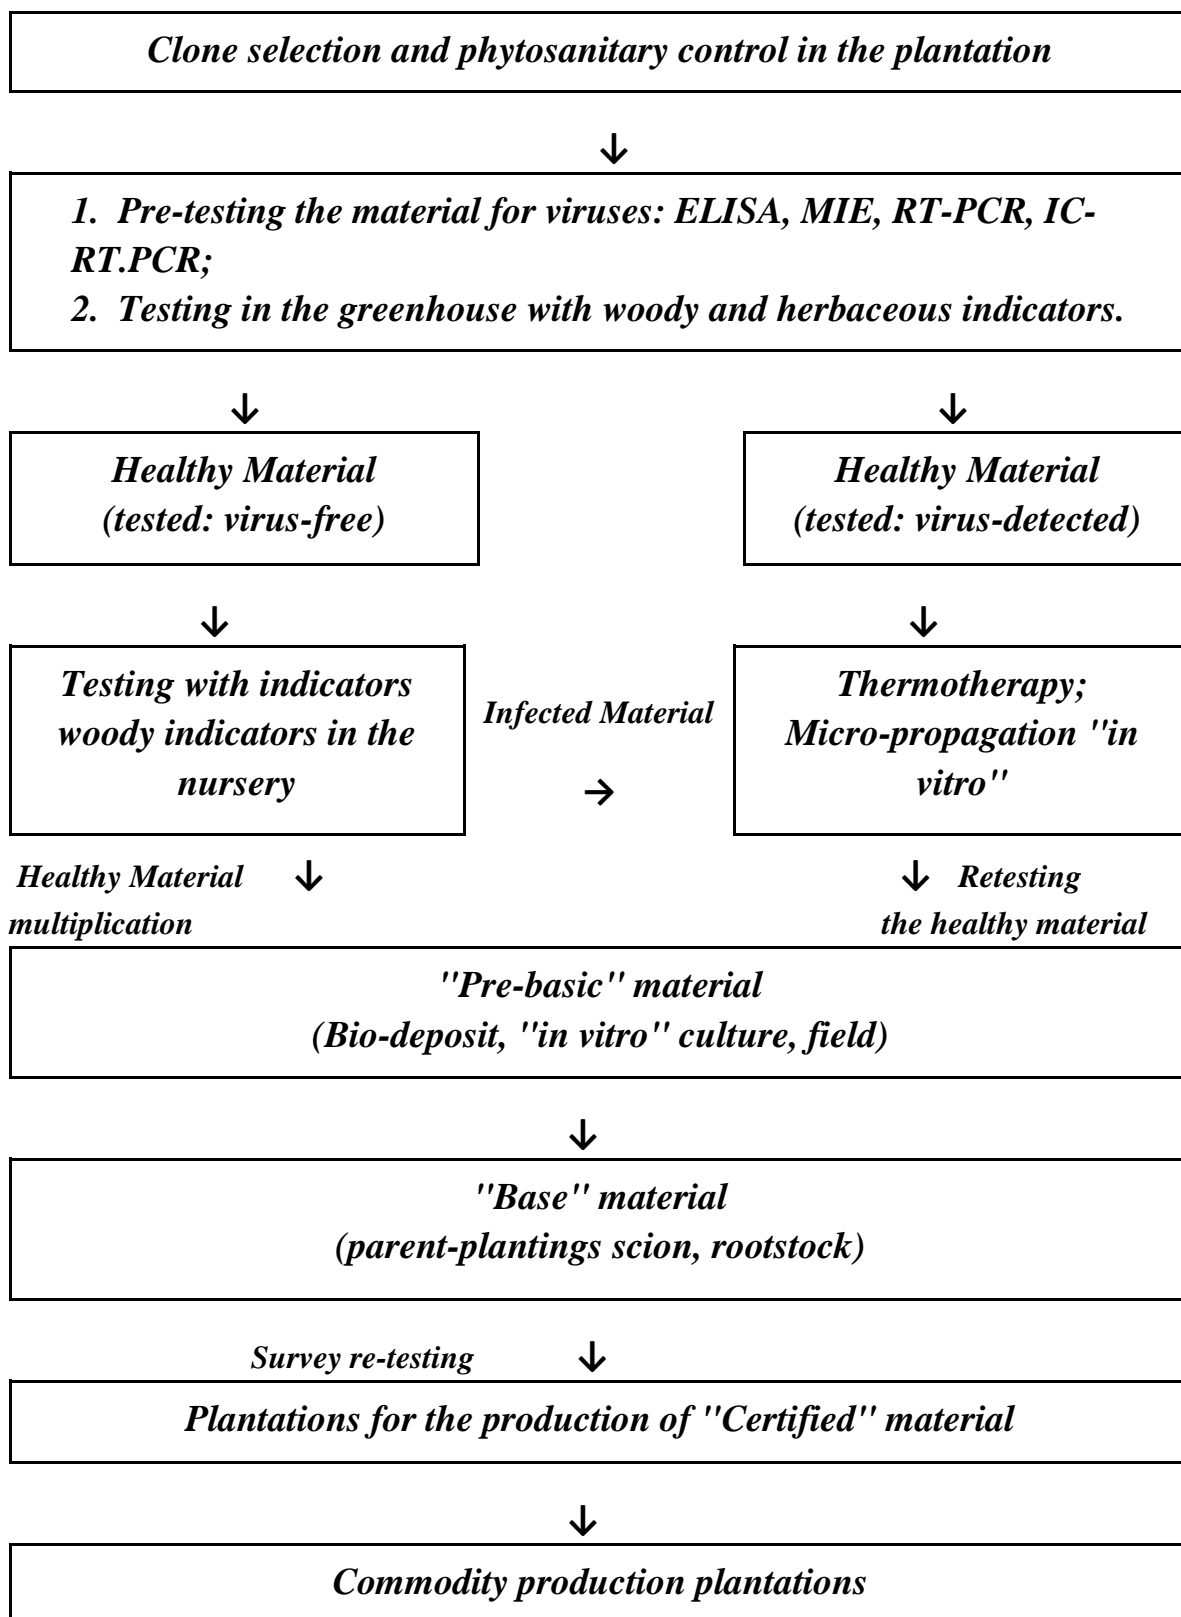 Clone selection and phytosanitary control in the plantation
↓
1. Pre-testing the material for viruses: ELISA, MIE, RT-PCR, IC-
RT.PCR;
2. Testing in the greenhouse with woody and herbaceous indicators.
↓ ↓
Healthy Material
(tested: virus-free)
Healthy Material
(tested: virus-detected)
↓ ↓
Testing with indicators
woody indicators in the
nursery
Infected Material
→
Thermotherapy;
Micro-propagation "in
vitro"
Healthy Material ↓
multiplication
↓ Retesting
the healthy material
"Pre-basic" material
(Bio-deposit, "in vitro" culture, field)
↓
"Base" material
(parent-plantings scion, rootstock)
Survey re-testing ↓
Plantations for the production of "Certified" material
↓
Commodity production plantations